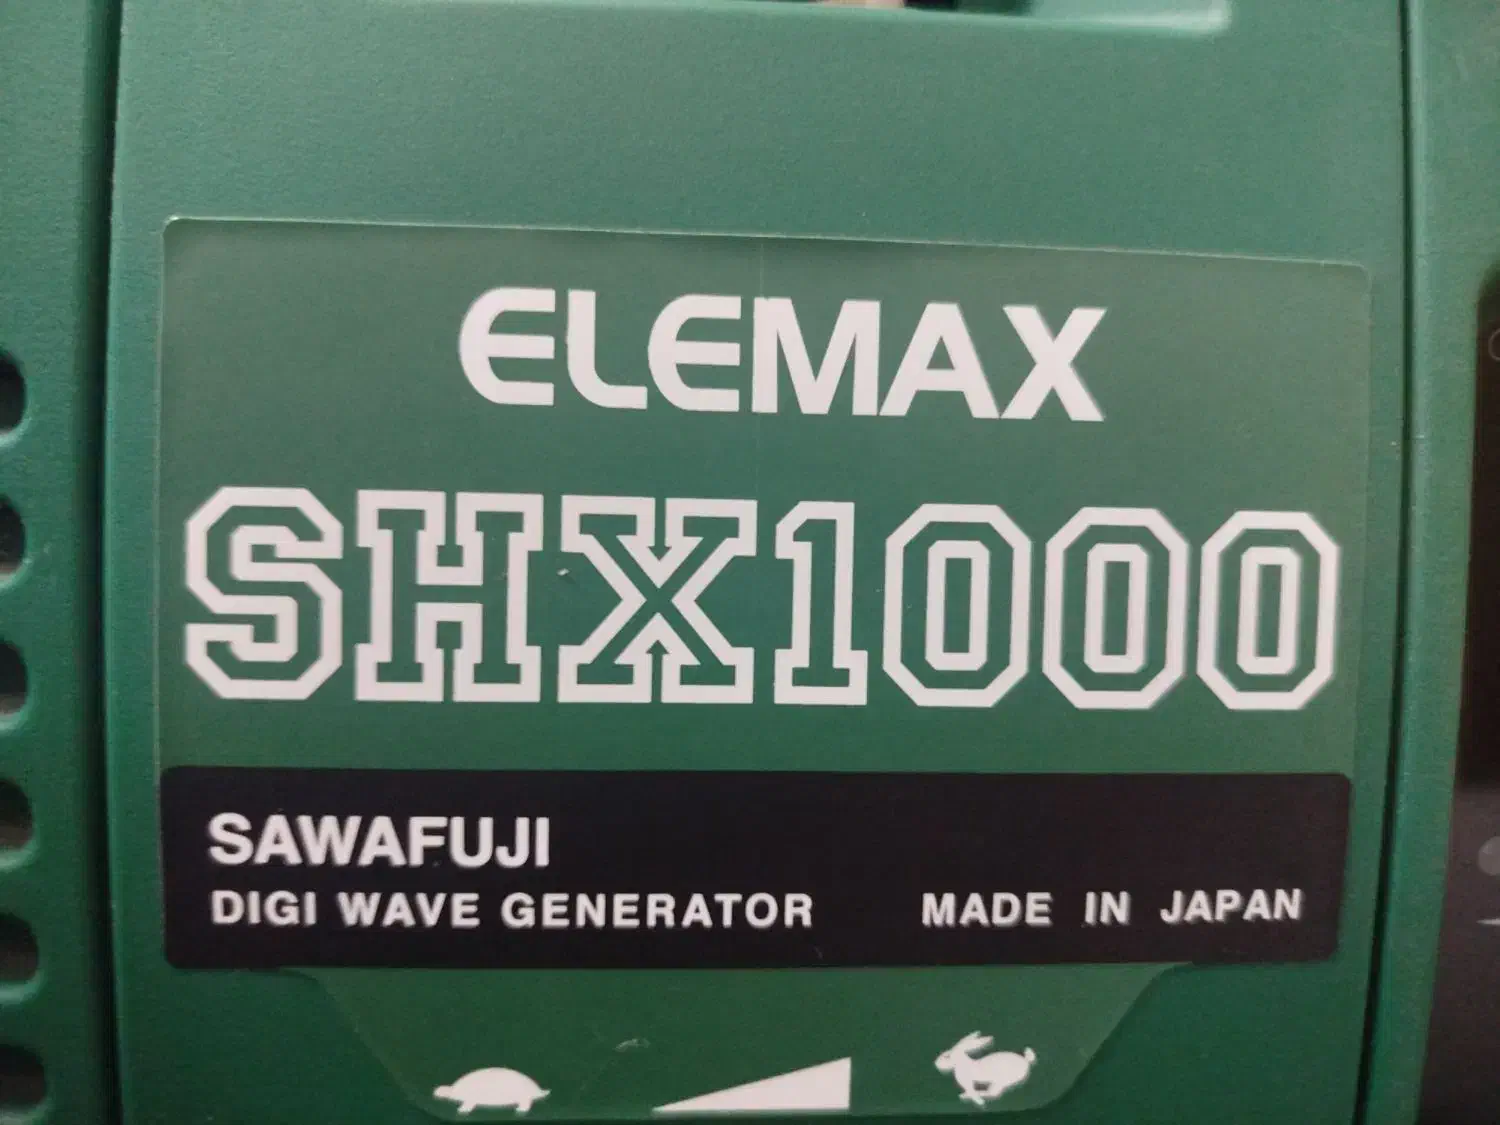 ELEMAX
SHX1000
SAWAFUJI
DIGI WAVE GENERATOR MADE IN JAPAN